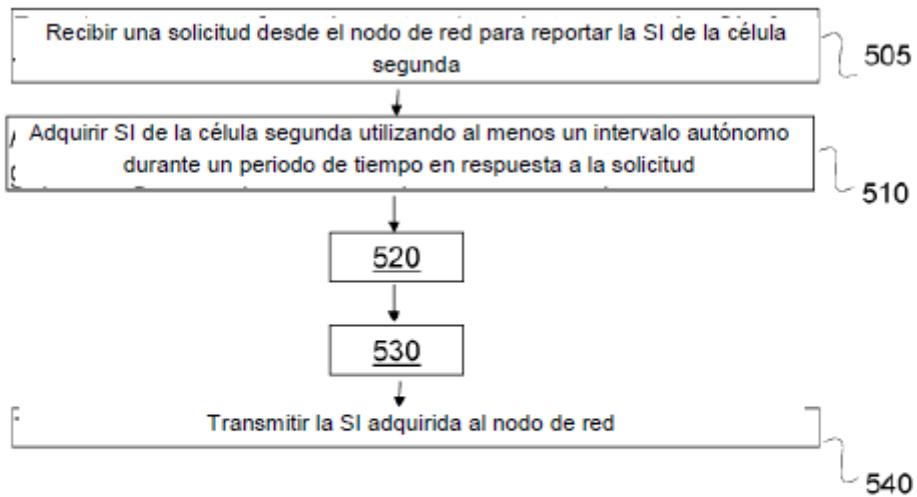 Recibir una solicitud desde el nodo de red para reportar la SI de la célula
segunda
505
Adquirir SI de la célula segunda utilizando al menos un intervalo autónomo
durante un periodo de tiempo en respuesta a la solicitud
510
520
530
Transmitir la SI adquirida al nodo de red
540